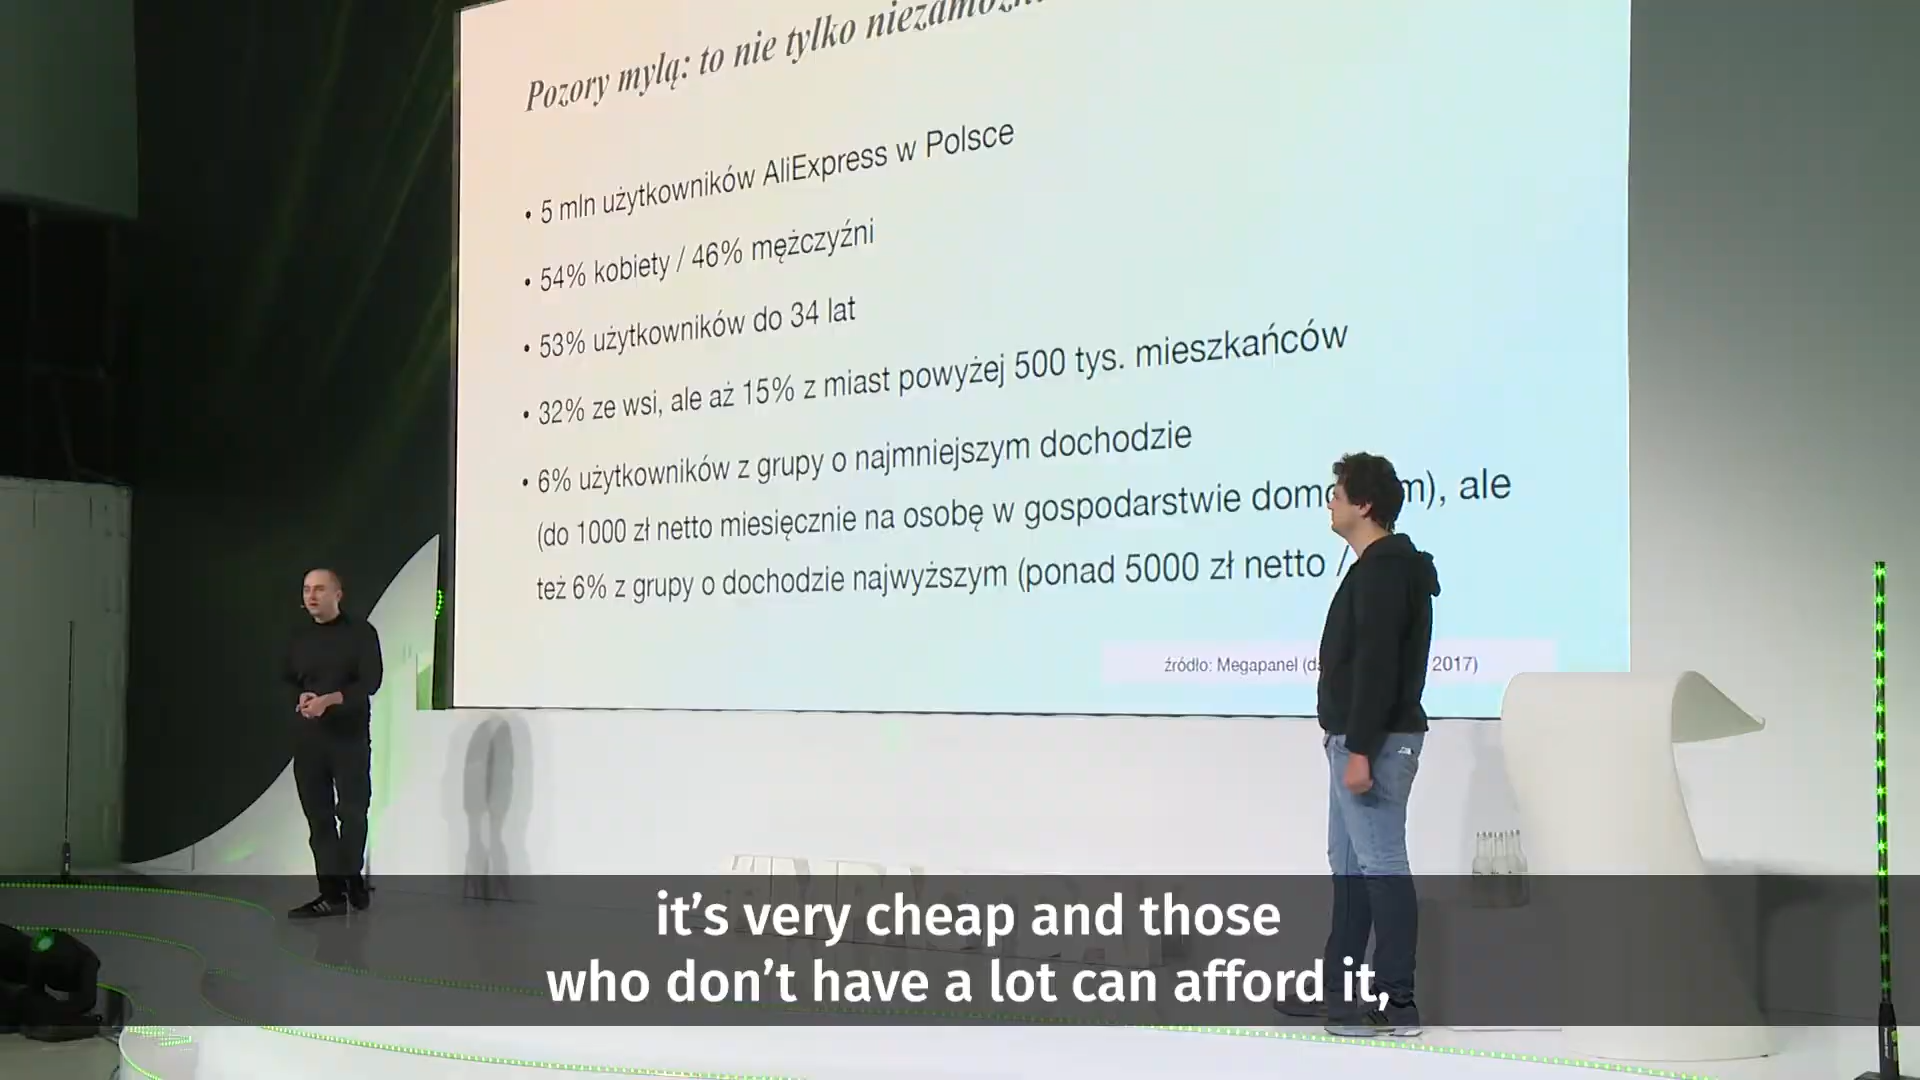 Pozory mylą: to nie tylko
• 5 mln użytkowników AliExpress w Polsce
• 54% kobiety / 46% mężczyźni
• 53% użytkowników do 34 lat
• 32% ze wsi, ale aż 15% z miast powyżej 500 tys. mieszkańców
• 6% użytkowników z grupy o najmniejszym dochodzie
(do 1000 zł netto miesięcznie na osobę w gospodarstwie ale
też 6% z grupy o dochodzie najwyższym (ponad 5000 zł netto /
źródło: Megapanel 2017)
it’s very cheap and those
who don’t have a lot can afford it,